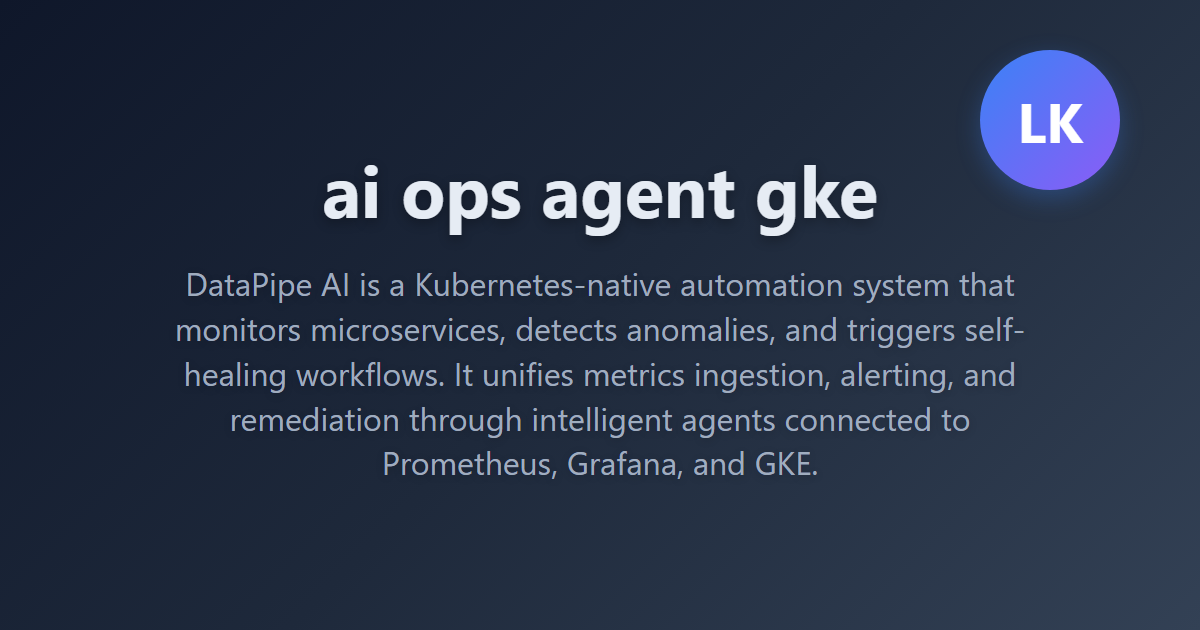 LK
ai ops agent gke
DataPipe AI is a Kubernetes-native automation system that
monitors microservices, detects anomalies, and triggers self-
healing workflows. It unifies metrics ingestion, alerting, and
remediation through intelligent agents connected to
Prometheus, Grafana, and GKE.